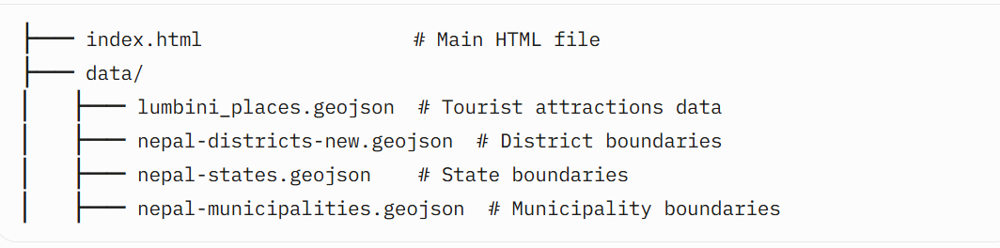 ├── index.html                  # Main HTML file
├── data/
│   ├── lumbini_places.geojson  # Tourist attractions data
│   ├── nepal-districts-new.geojson  # District boundaries
│   ├── nepal-states.geojson    # State boundaries
│   ├── nepal-municipalities.geojson  # Municipality boundaries